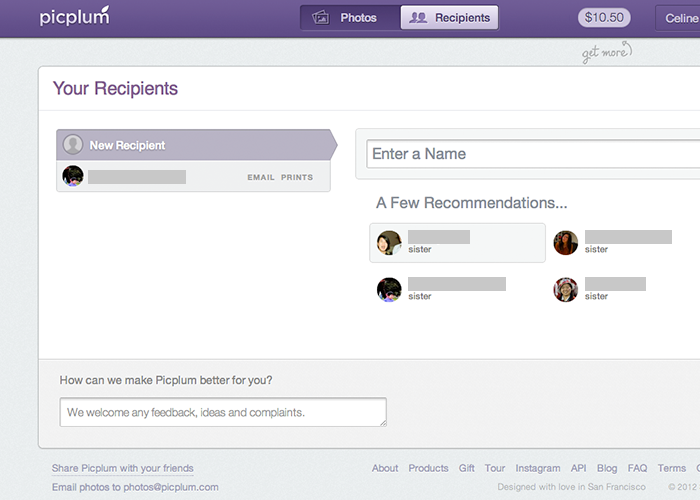 picplum
Photos
Recipients
$10.50
Celine
get more
Your Recipients
New Recipient
EMAIL PRINTS
Enter a Name
A Few Recommendations...
sister
sister
sister
sister
How can we make Picplum better for you?
We welcome any feedback, ideas and complaints.
Share Picplum with your friends
About Products Gift Tour Instagram API Blog FAQ Terms
Email photos to photos@picplum.com
Designed with love in San Francisco © 2012